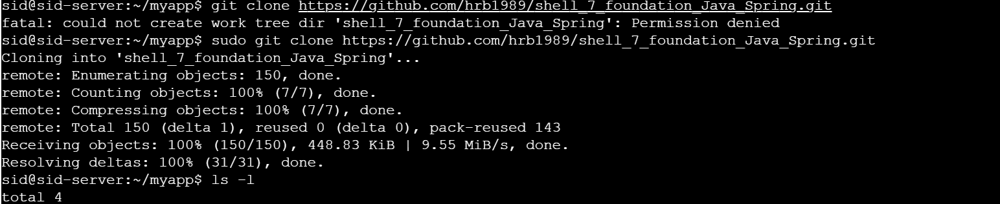 sid@sid-server:~/myapp$ git clone https://github.com/hrb1989/shell_7_foundation_Java_Spring.git
fatal: could not create work tree dir 'shell_7_foundation_Java_Spring': Permission denied
sid@sid-server:~/myapp$ sudo git clone https://github.com/hrb1989/shell_7_foundation_Java_Spring.git
Cloning into 'shell_7_foundation_Java_Spring'...
remote: Enumerating objects: 150, done.
remote: Counting objects: 100% (7/7), done.
remote: Compressing objects: 100% (7/7), done.
remote: Total 150 (delta 1), reused 0 (delta 0), pack-reused 143
Receiving objects: 100% (150/150), 448.83 KiB | 9.55 MiB/s, done.
Resolving deltas: 100% (31/31), done.
sid@sid-server:~/myapp$ ls -l
total 4